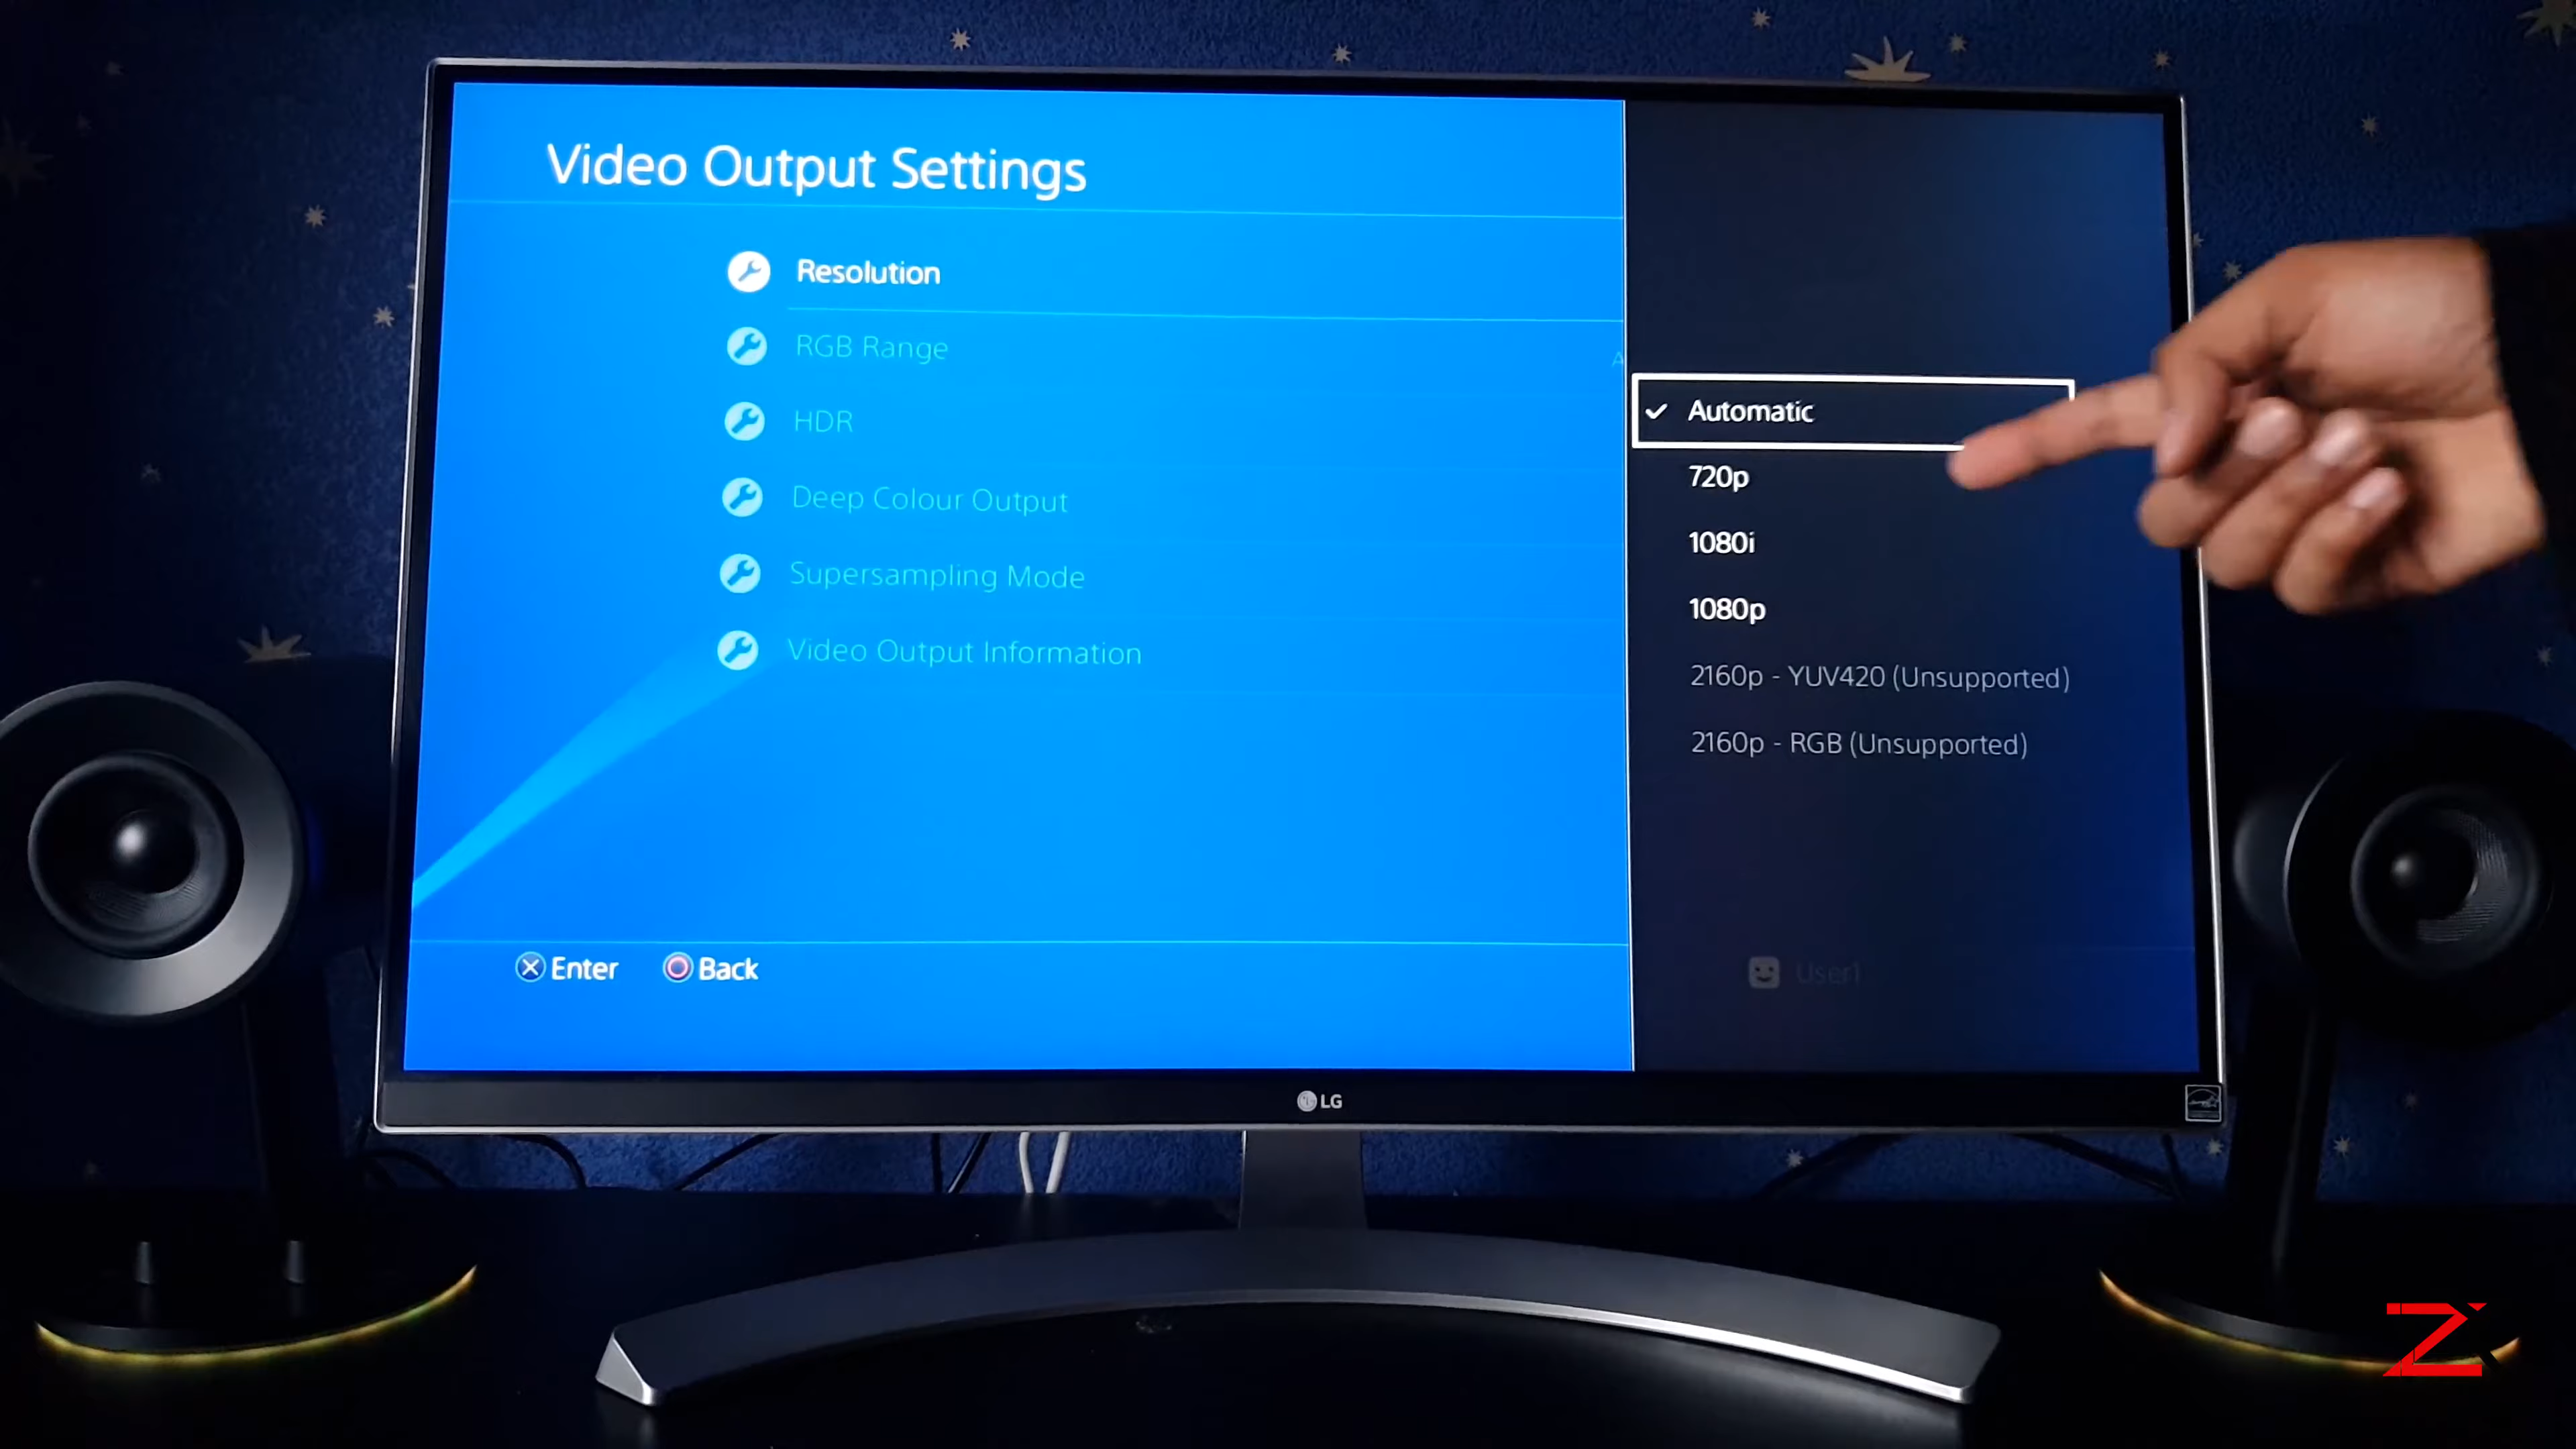 Video Output Settings
Resolution
RGB Range
HDR
Deep Colour Output
Supersampling Mode
Video Output Information
A
Automatic
720p
1080i
1080p
2160p - YUV420 (Unsupported)
2160p - RGB (Unsupported)
Enter
Back
User1
LG